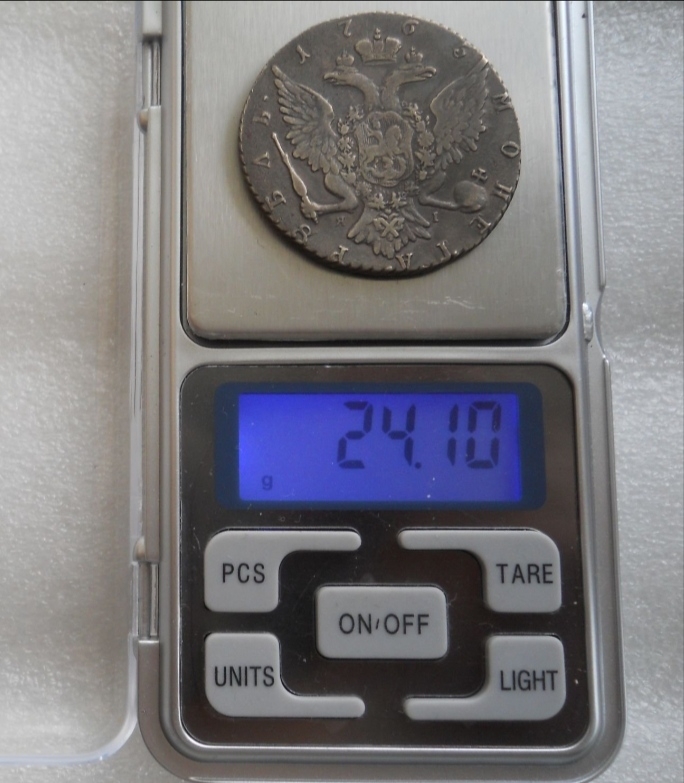 МОНЕТА · РУБЛЬ ·
24.10
g
PCS
TARE
ON/OFF
UNITS
LIGHT